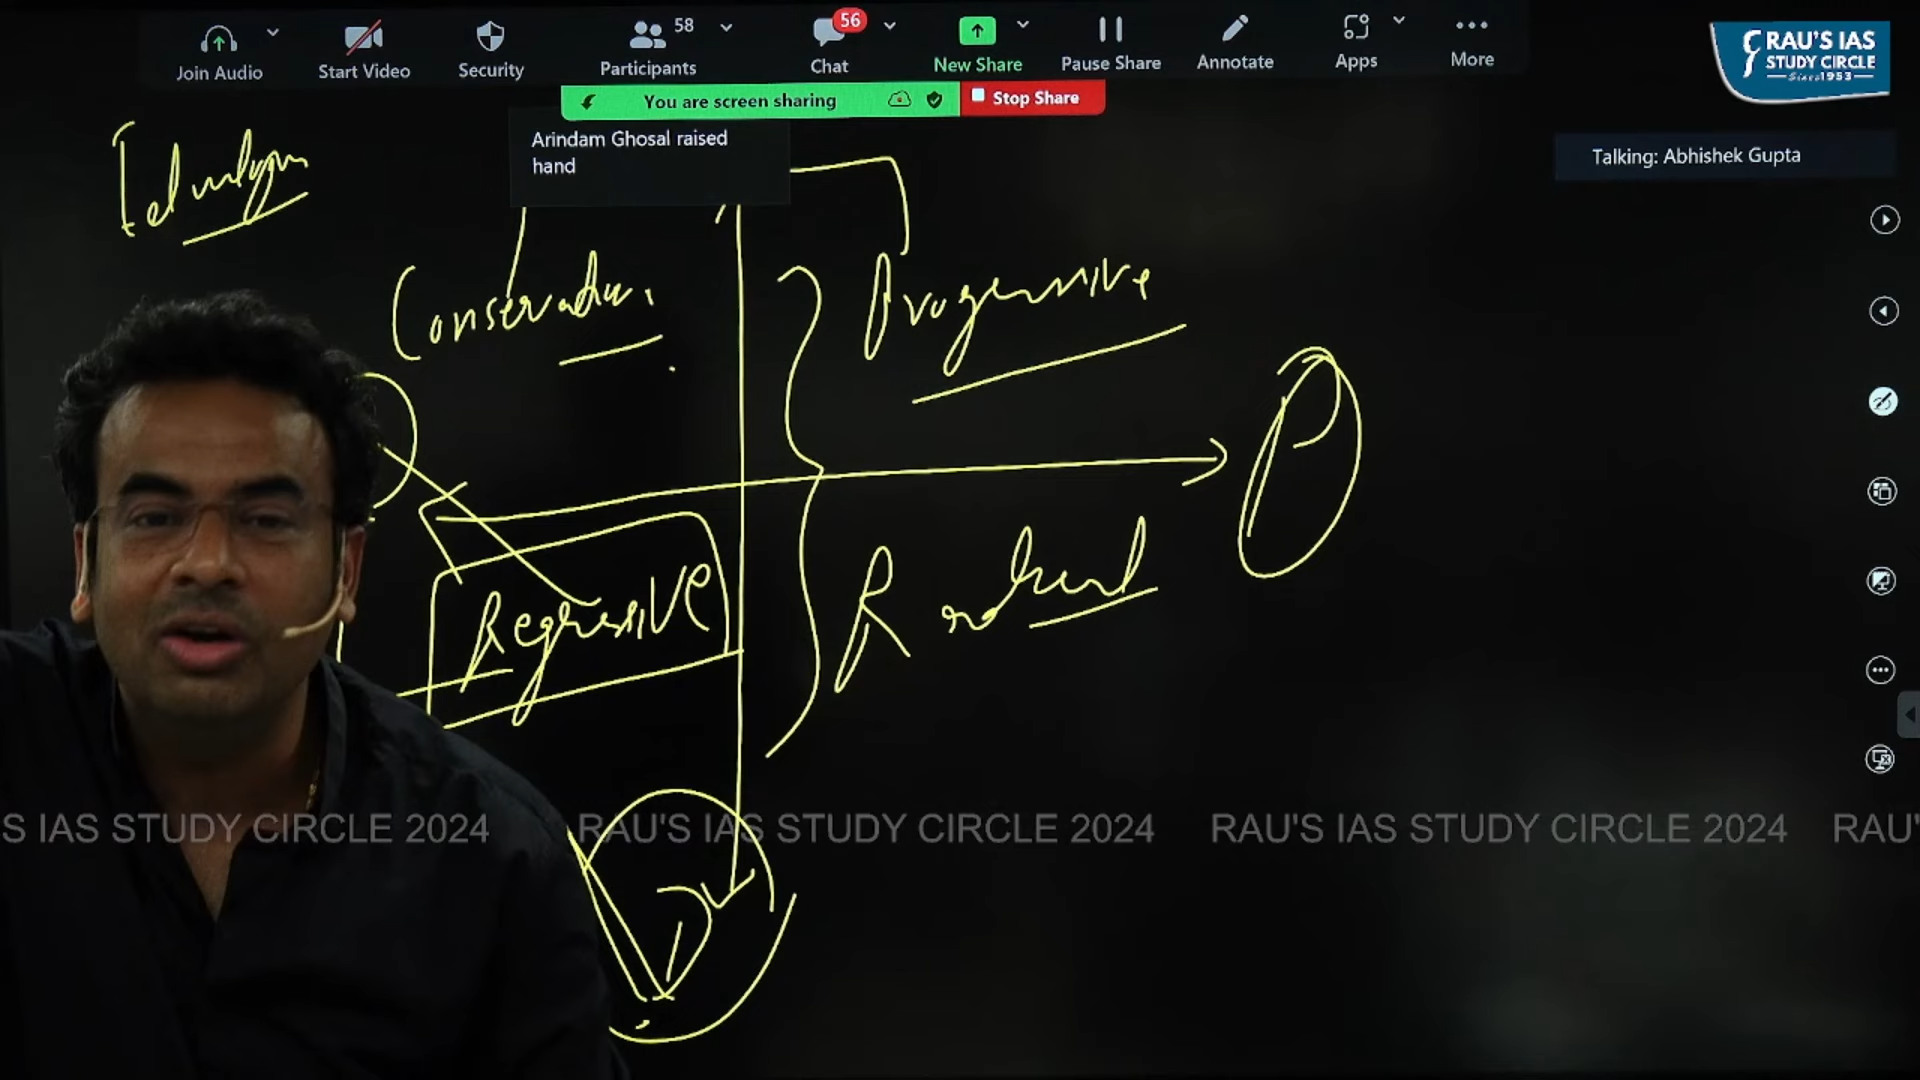 58
56
Join Audio
Start Video
Security
Participants
Chat
New Share
Pause Share
Annotate
Apps
More
RAU'S IAS
STUDY CIRCLE
Since 1953
You are screen sharing
Stop Share
Arindam Ghosal raised
hand
Talking: Abhishek Gupta
Progressive
P
Regressive
Radical
D
S IAS STUDY CIRCLE 2024 RAU'S IAS STUDY CIRCLE 2024 RAU'S IAS STUDY CIRCLE 2024 RAU'